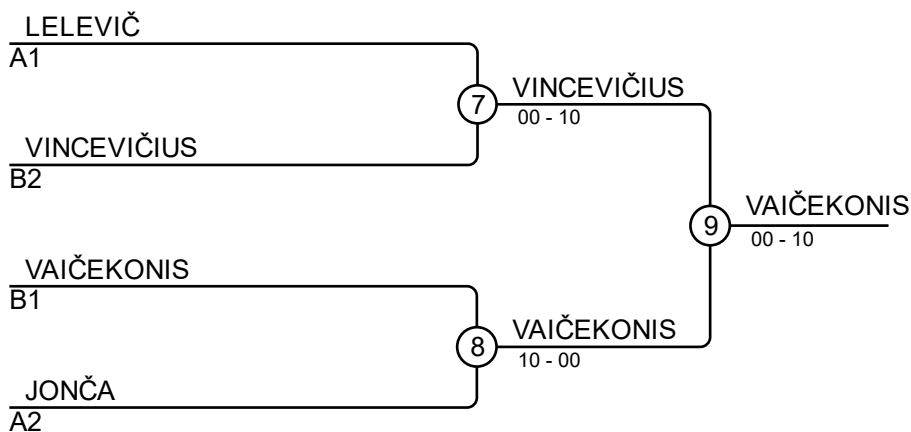 LELEVIČ
A1
7
VINCEVIČIUS
00 - 10
VINCEVIČIUS
B2
9
VAIČEKONIS
00 - 10
VAIČEKONIS
B1
8
VAIČEKONIS
10 - 00
JONČA
A2